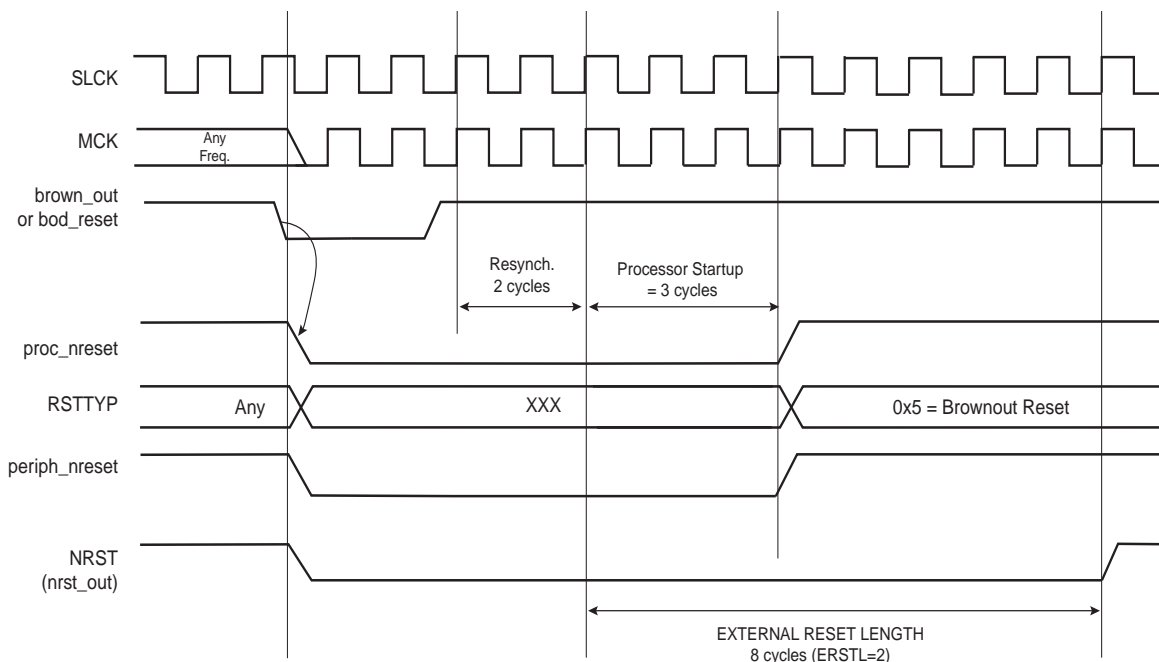 SLCK
MCK
Any
Freq.
brown_out
or bod_reset
Resynch.
2 cycles
Processor Startup
= 3 cycles
proc_nreset
RSTTYP
Any
XXX
0x5 = Brownout Reset
periph_nreset
NRST
(nrst_out)
EXTERNAL RESET LENGTH
8 cycles (ERSTL=2)